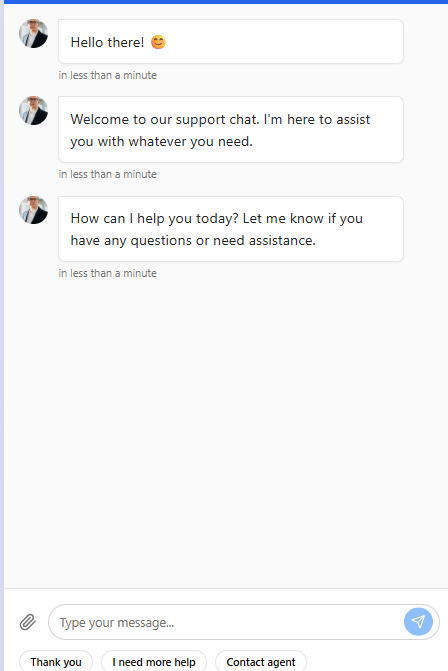 Hello there! 😊
in less than a minute
Welcome to our support chat. I'm here to assist
you with whatever you need.
in less than a minute
How can I help you today? Let me know if you
have any questions or need assistance.
in less than a minute
Type your message...
Thank you
I need more help
Contact agent